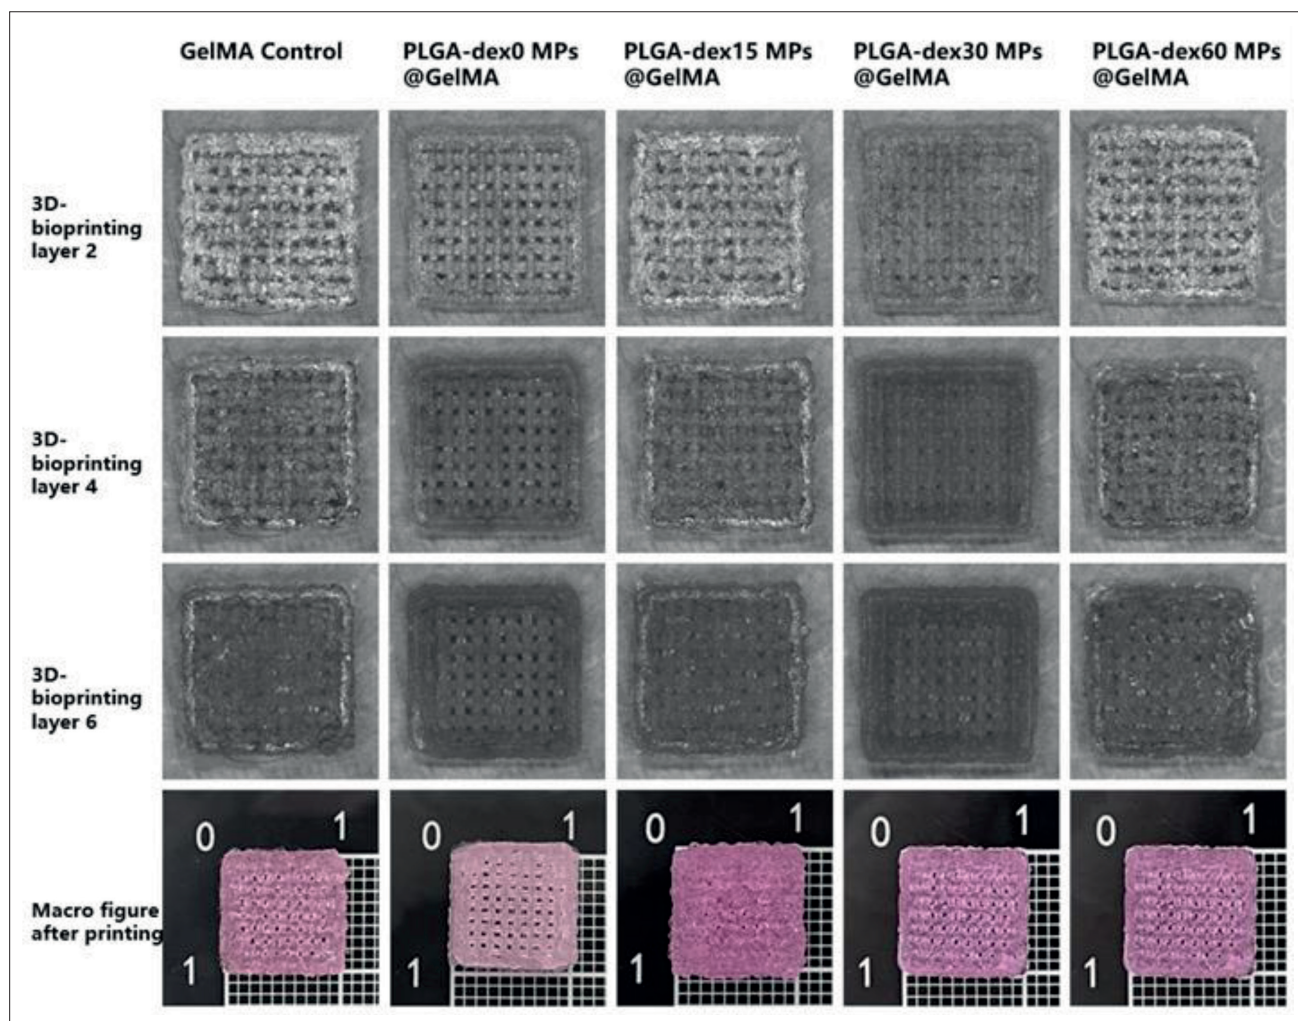 GelMA Control
PLGA-dex0 MPs
@GelMA
PLGA-dex15 MPs
@GelMA
PLGA-dex30 MPs
@GelMA
PLGA-dex60 MPs
@GelMA
3D-
bioprinting
layer 2
3D-
bioprinting
layer 4
3D-
bioprinting
layer 6
Macro figure
after printing
0 1
1
0 1
1
0 1
1
0 1
1
0 1
1